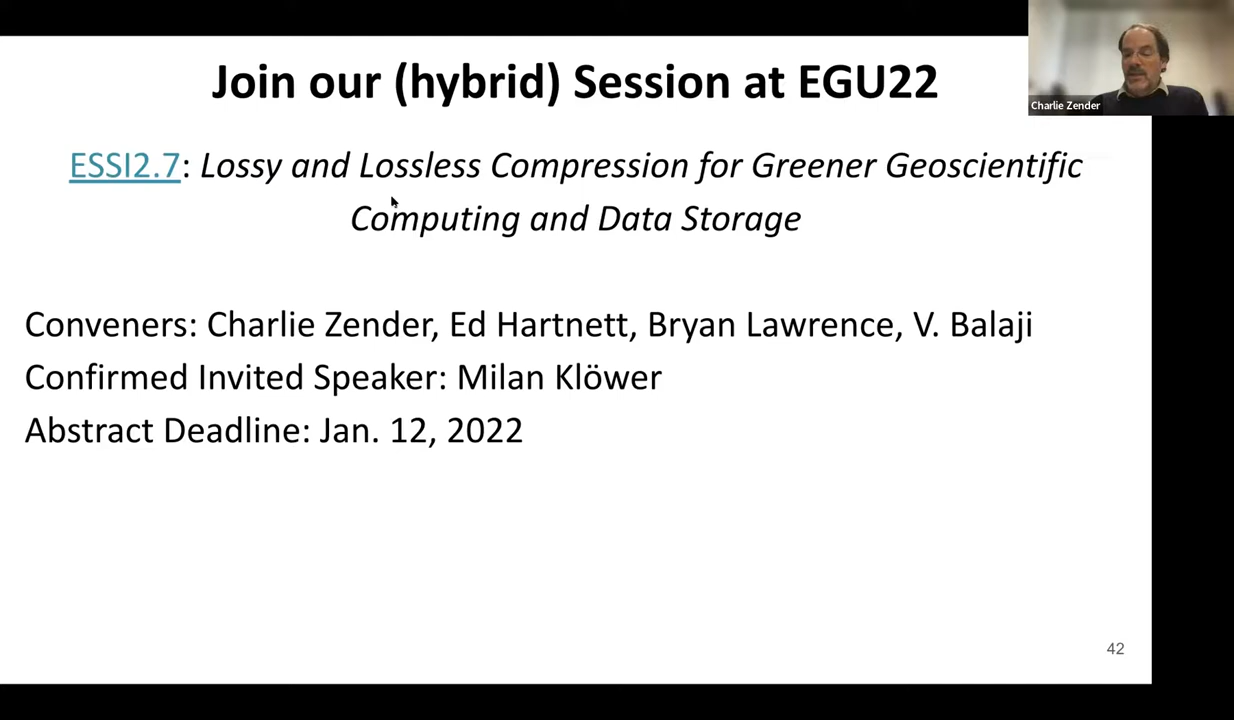 Join our (hybrid) Session at EGU22
Charlie Zender
ESSI2.7: Lossy and Lossless Compression for Greener Geoscientific
Computing and Data Storage
Conveners: Charlie Zender, Ed Hartnett, Bryan Lawrence, V. Balaji
Confirmed Invited Speaker: Milan Klöwer
Abstract Deadline: Jan. 12, 2022
42